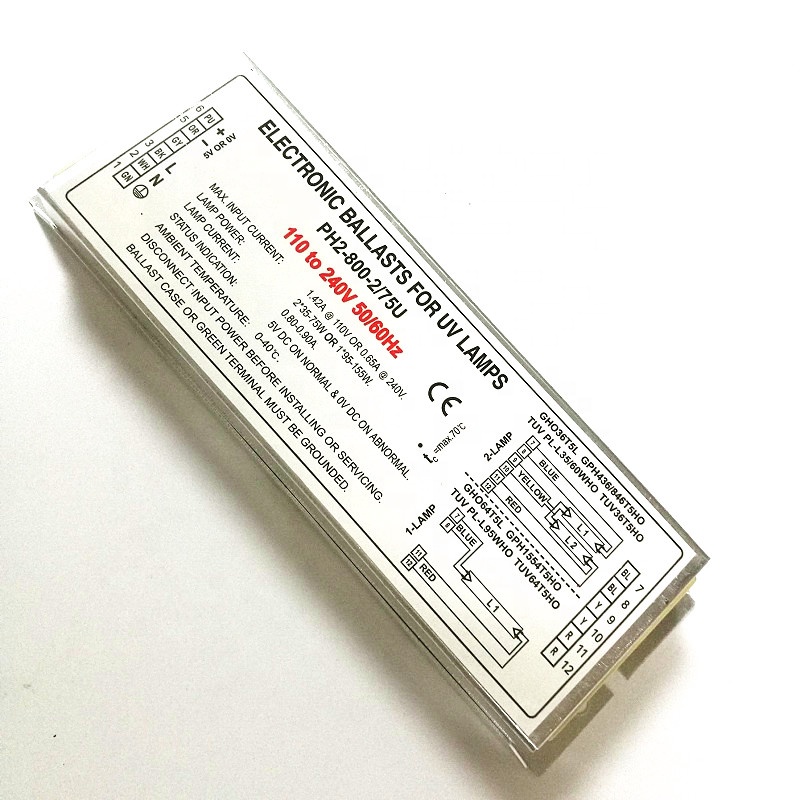 ELECTRONIC BALLASTS FOR UV LAMPS
PH2-800-2/75U
110 to 240V 50/60Hz
6 PU +
5 OR −
5V OR 0V
GY
3 BK L
2 WH N
1 GN
MAX. INPUT CURRENT: 1.42A @ 110V OR 0.65A @ 240V.
LAMP POWER: 2*35-75W OR 1*95-155W.
LAMP CURRENT: 0.80-0.90A.
STATUS INDICATION: 5V DC ON NORMAL & 0V DC ON ABNORMAL.
AMBIENT TEMPERATURE: 0-40℃.
DISCONNECT INPUT POWER BEFORE INSTALLING OR SERVICING.
BALLAST CASE OR GREEN TERMINAL MUST BE GROUNDED.
CE
tc =max.70℃
GHO36T5L GPH436/846T5HO
TUV PL-L35/60WHO TUV36T5HO
2-LAMP
BLUE
YELLOW
RED
L1
L2
GHO64T5L GPH1554T5HO
TUV PL-L95WHO TUV64T5HO
1-LAMP
BLUE
RED
L1
BL 7
BL 8
Y 9
Y 10
R 11
R 12